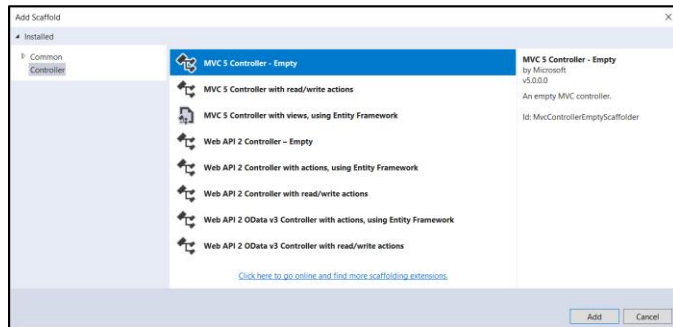 Add Scaffold
Installed
Common
Controller
MVC 5 Controller - Empty
MVC 5 Controller with read/write actions
MVC 5 Controller with views, using Entity Framework
Web API 2 Controller – Empty
Web API 2 Controller with actions, using Entity Framework
Web API 2 Controller with read/write actions
Web API 2 OData v3 Controller with actions, using Entity Framework
Web API 2 OData v3 Controller with read/write actions
Click here to go online and find more scaffolding extensions.
MVC 5 Controller - Empty
by Microsoft
v5.0.0.0
An empty MVC controller.
Id: MvcControllerEmptyScaffolder
Add
Cancel